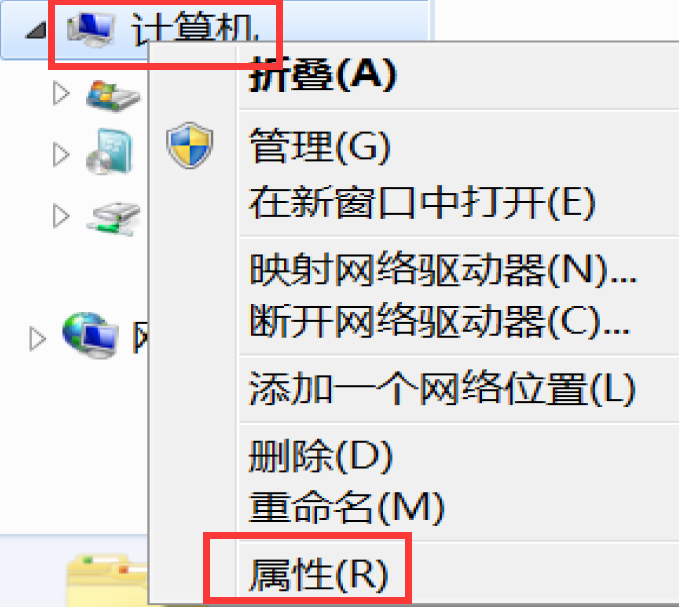 计算机
折叠(A)
管理(G)
在新窗口中打开(E)
映射网络驱动器(N)...
断开网络驱动器(C)...
添加一个网络位置(L)
删除(D)
重命名(M)
属性(R)